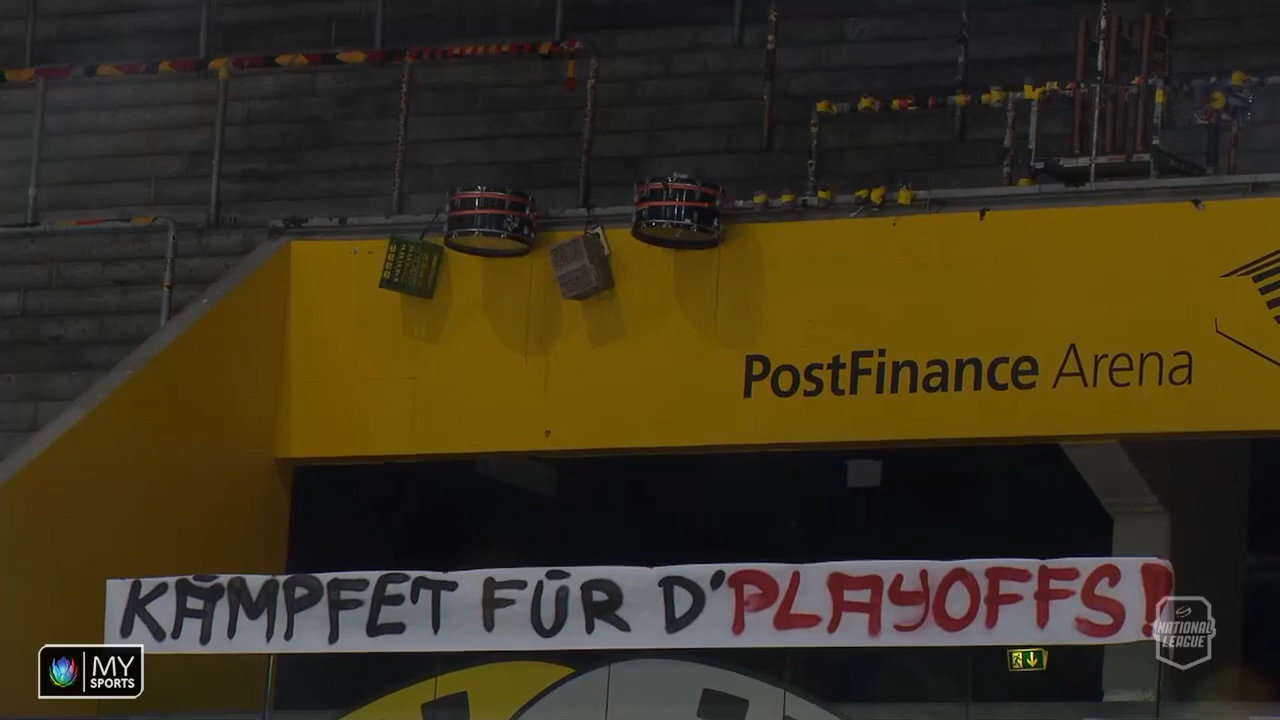 PostFinance Arena
KÄMPFET FÜR D'PLAYOFFS!
MY
SPORTS
NATIONAL
LEAGUE